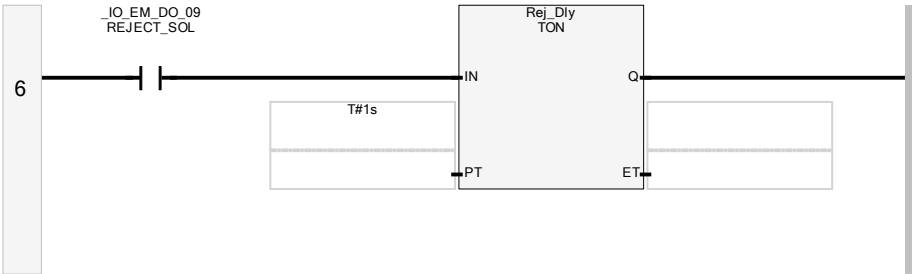 _IO_EM_DO_09
REJECT_SOL
Rej_Dly
TON
6
IN
Q
T#1s
PT
ET